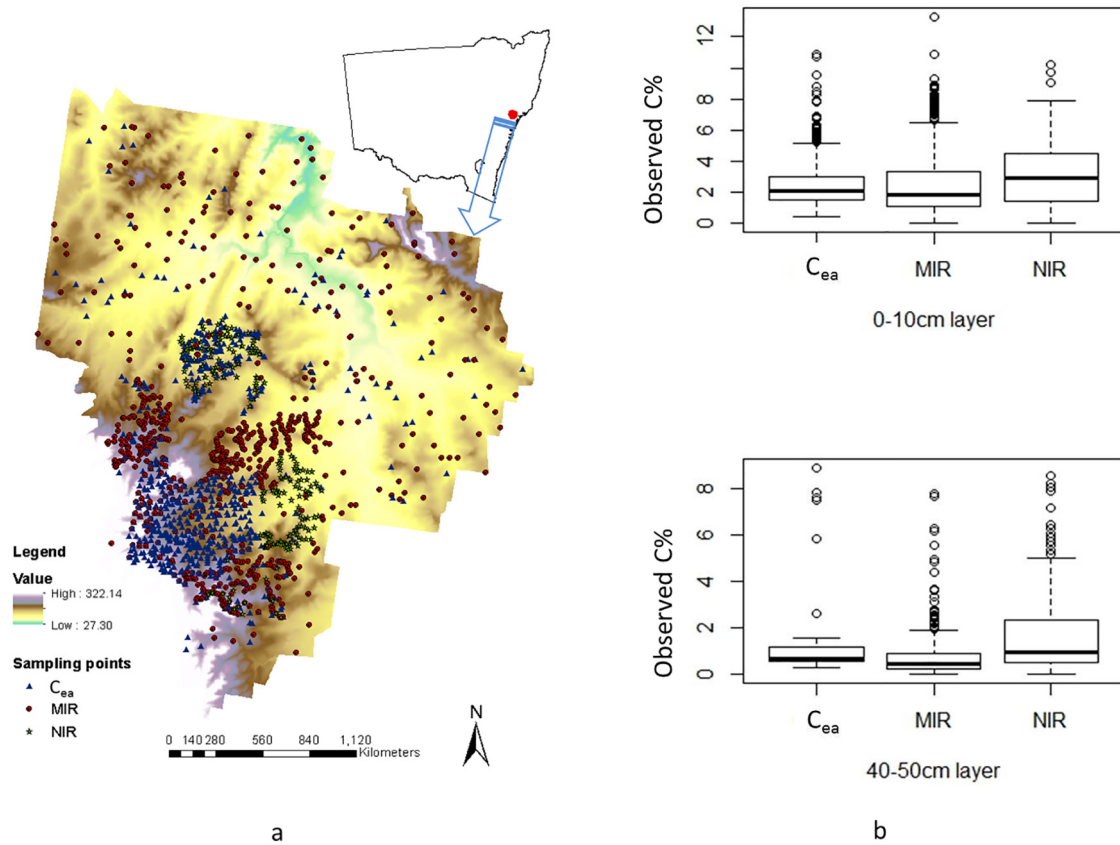 Legend
Value
High : 322.14
Low : 27.30
Sampling points
Cea
MIR
NIR
0 140 280 560 840 1,120
Kilometers
N
a
Observed C%
12
8
6
4
2
0
Cea MIR NIR
0-10cm layer
Observed C%
8
6
4
2
0
Cea MIR NIR
40-50cm layer
b